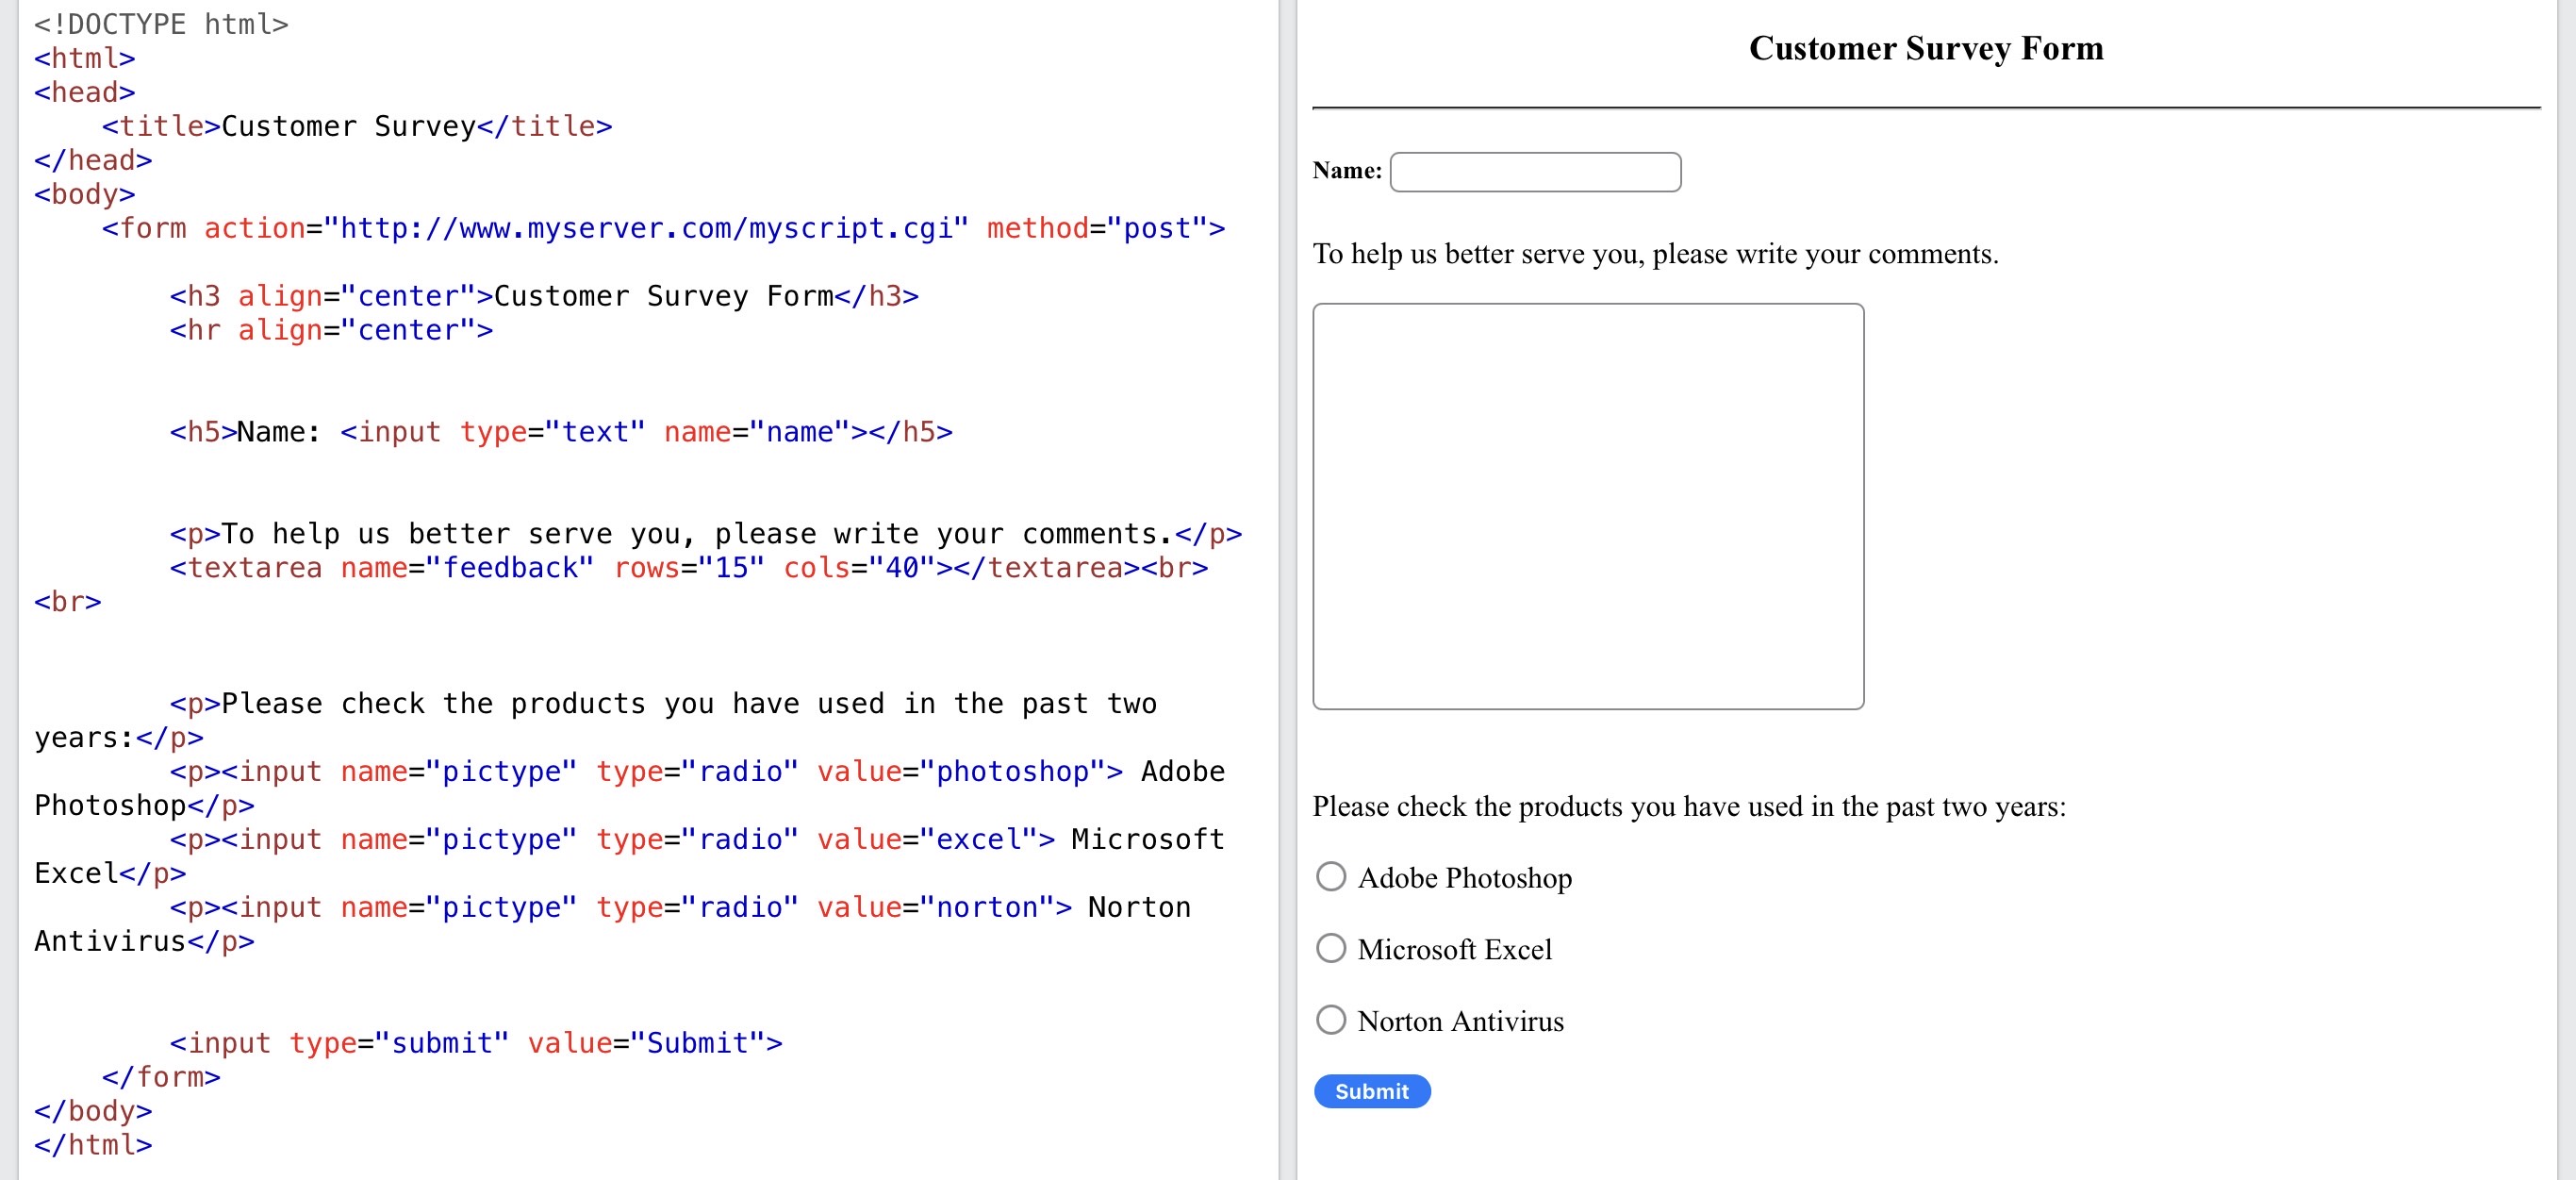 <!DOCTYPE html>
<html>
<head>
    <title>Customer Survey</title>
</head>
<body>
    <form action="http://www.myserver.com/myscript.cgi" method="post">
        <h3 align="center">Customer Survey Form</h3>
        <hr align="center">
        <h5>Name: <input type="text" name="name"></h5>
        <p>To help us better serve you, please write your comments.</p>
        <textarea name="feedback" rows="15" cols="40"></textarea><br>
<br>
        <p>Please check the products you have used in the past two
years:</p>
        <p><input name="pictype" type="radio" value="photoshop"> Adobe
Photoshop</p>
        <p><input name="pictype" type="radio" value="excel"> Microsoft
Excel</p>
        <p><input name="pictype" type="radio" value="norton"> Norton
Antivirus</p>
        <input type="submit" value="Submit">
    </form>
</body>
</html>
Customer Survey Form
Name:
To help us better serve you, please write your comments.
Please check the products you have used in the past two years:
Adobe Photoshop
Microsoft Excel
Norton Antivirus
Submit